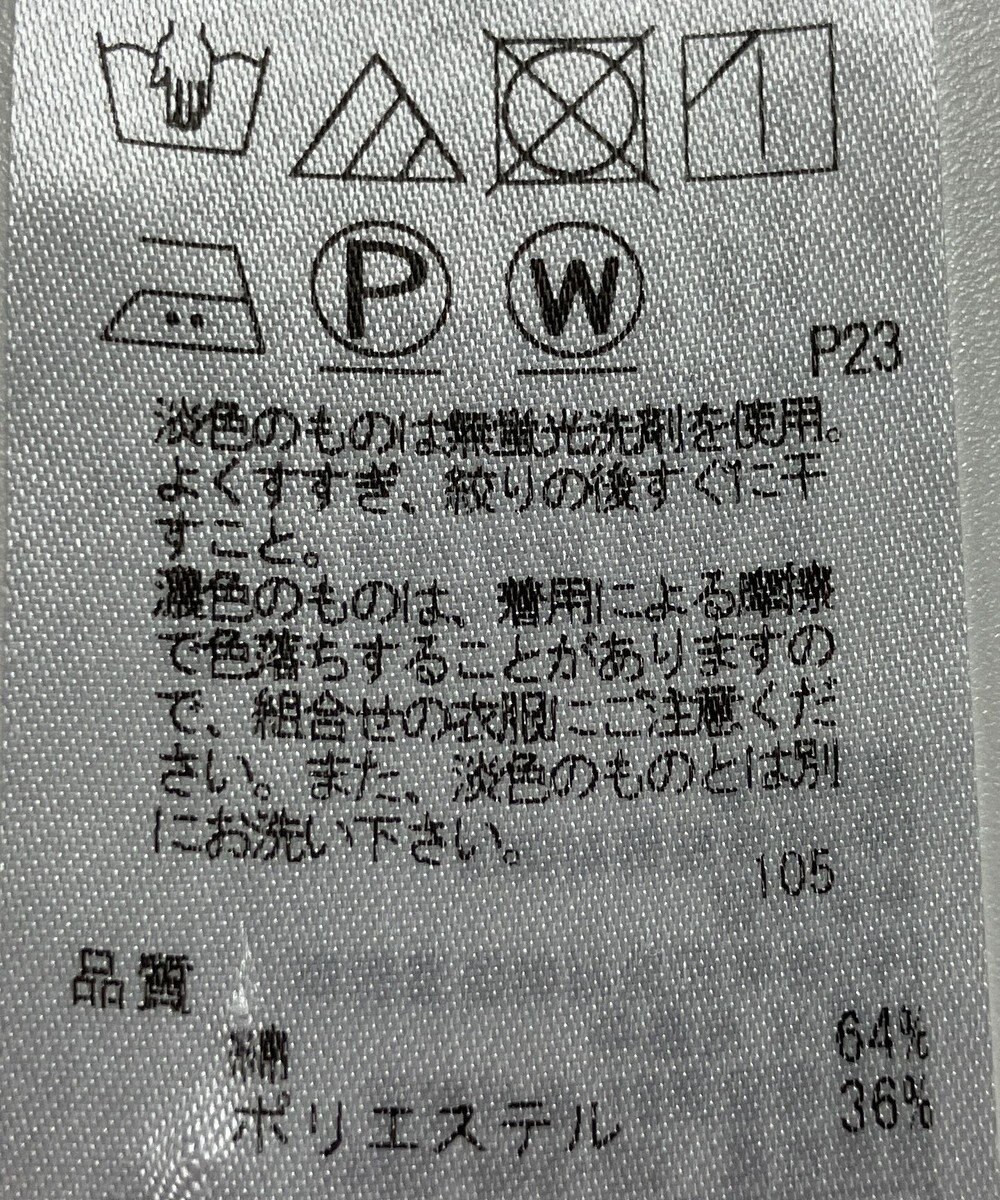 P
W
P23
淡色のものは無蛍光洗剤を使用。
よくすすぎ、絞りの後すぐに干
すこと。
濃色のものは、着用による摩擦
で色落ちすることがありますの
で、組合せの衣服にご注意くだ
さい。また、淡色のものとは別
にお洗い下さい。
105
品質
綿 64%
ポリエステル 36%